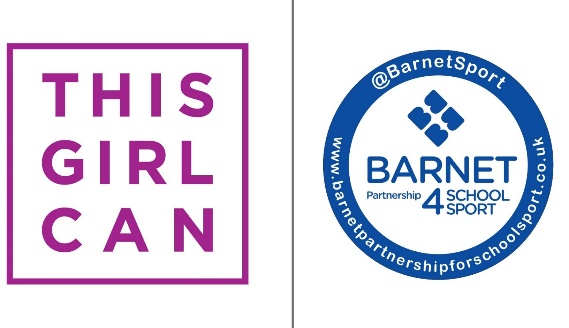 THIS
GIRL
CAN
@BarnetSport
BARNET
Partnership 4 SCHOOL
SPORT
www.barnetpartnershipforschoolsport.co.uk